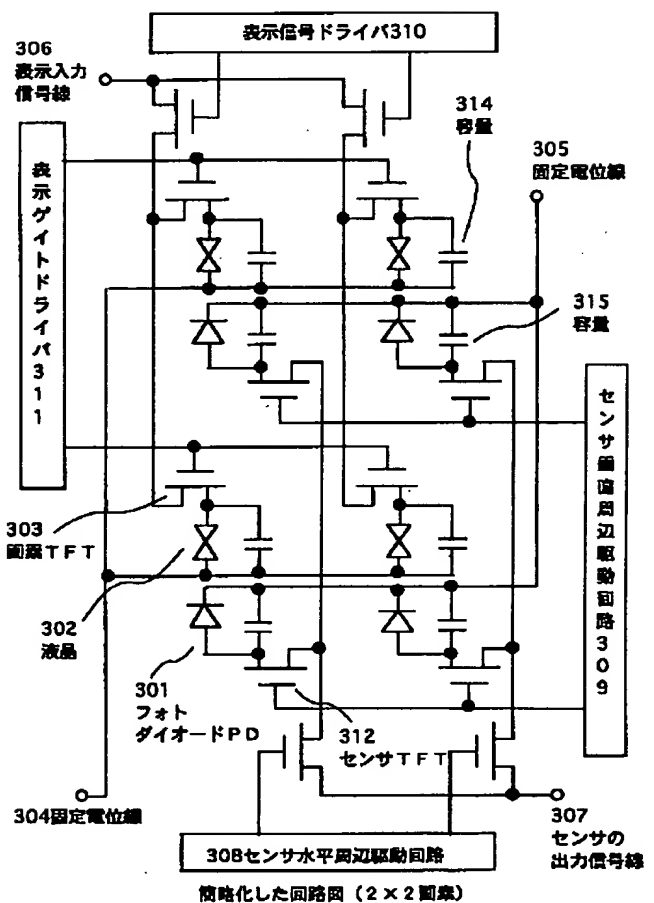 表示信号ドライバ310
306
表示入力
信号線
314
容量
305
固定電位線
表示ゲイトドライバ311
315
容量
センサ垂直周辺駆動回路309
303
画素TFT
302
液晶
301
フォト
ダイオードPD
312
センサTFT
304固定電位線
307
センサの
出力信号線
308センサ水平周辺駆動回路
簡略化した回路図(2×2画素)